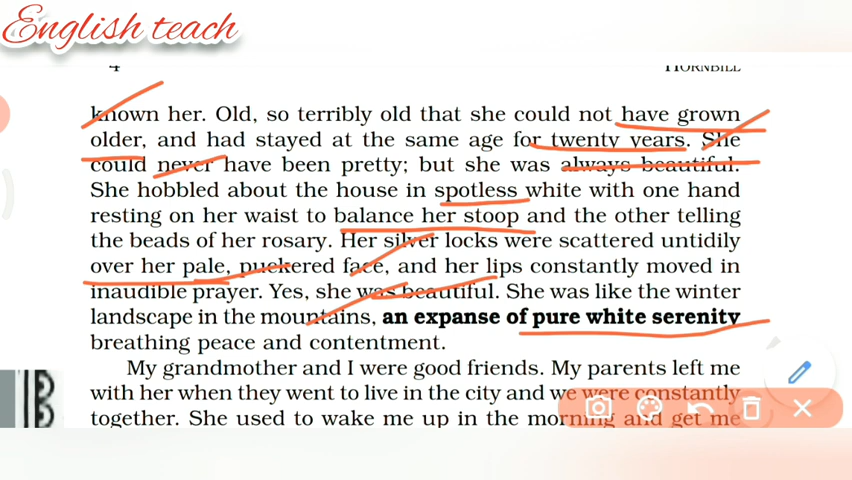 English teach
4 HORNBILL
known her. Old, so terribly old that she could not have grown
older, and had stayed at the same age for twenty years. She
could never have been pretty; but she was always beautiful.
She hobbled about the house in spotless white with one hand
resting on her waist to balance her stoop and the other telling
the beads of her rosary. Her silver locks were scattered untidily
over her pale, puckered face, and her lips constantly moved in
inaudible prayer. Yes, she was beautiful. She was like the winter
landscape in the mountains, an expanse of pure white serenity
breathing peace and contentment.
My grandmother and I were good friends. My parents left me
with her when they went to live in the city and we were constantly
together. She used to wake me up in the morning and get me